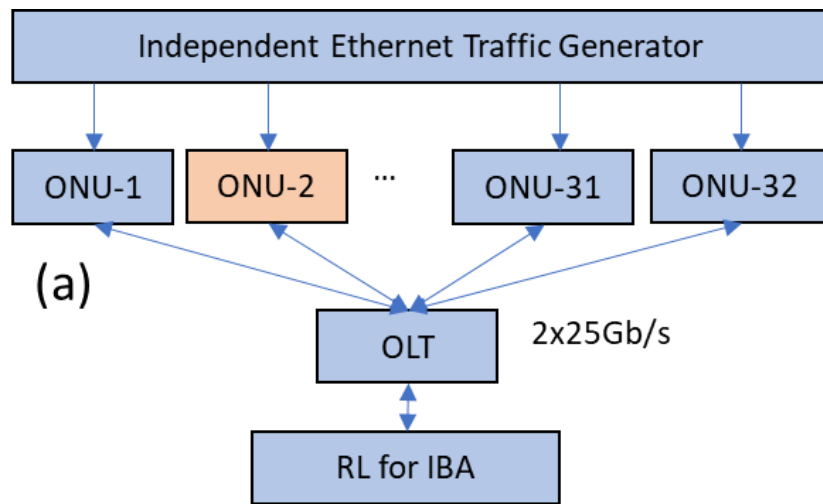 Independent Ethernet Traffic Generator
ONU-1
ONU-2
...
ONU-31
ONU-32
(a)
OLT
2x25Gb/s
RL for IBA